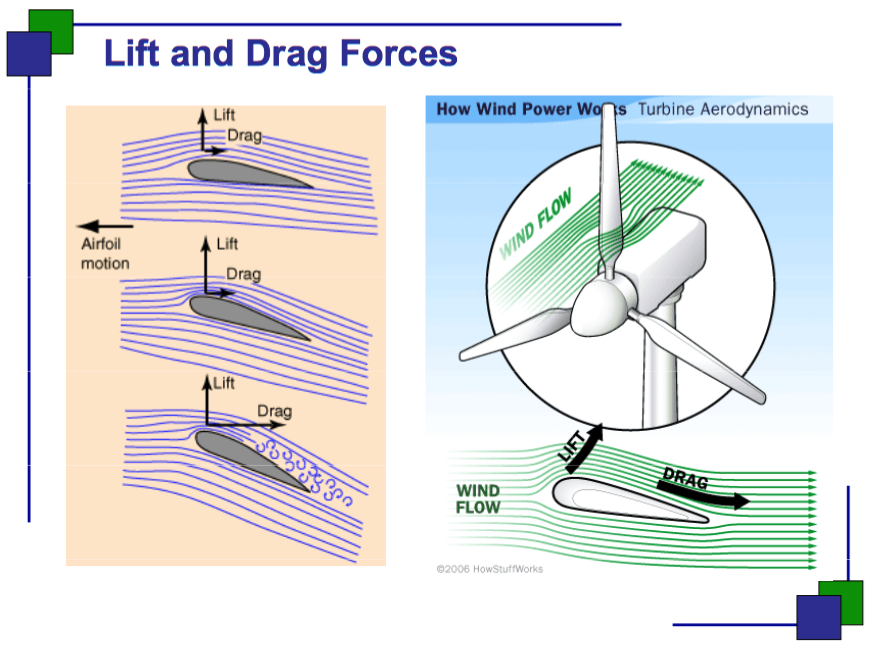 Lift and Drag Forces
Lift
Drag
Airfoil
motion
Lift
Drag
Lift
Drag
How Wind Power Works Turbine Aerodynamics
WIND FLOW
LIFT
DRAG
WIND
FLOW
©2006 HowStuffWorks